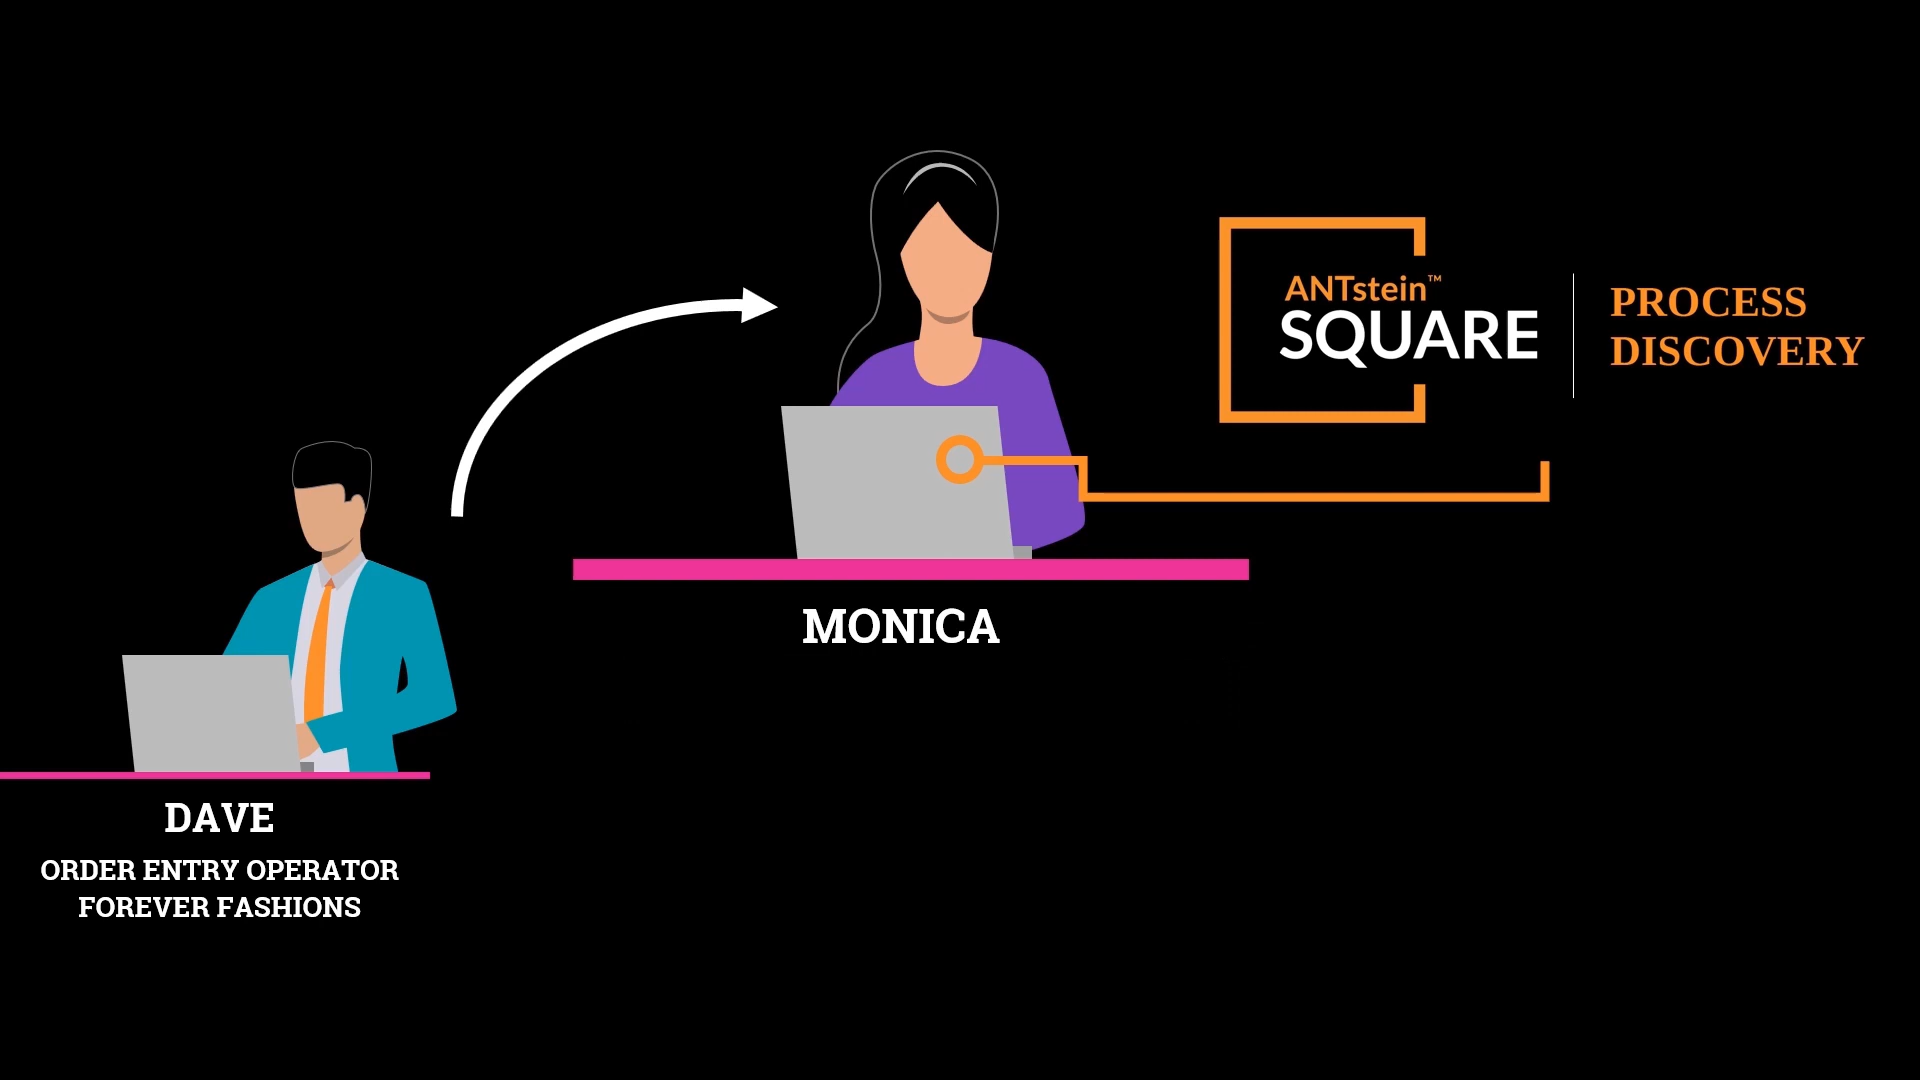 ANTstein™
SQUARE
PROCESS
DISCOVERY
MONICA
DAVE
ORDER ENTRY OPERATOR
FOREVER FASHIONS